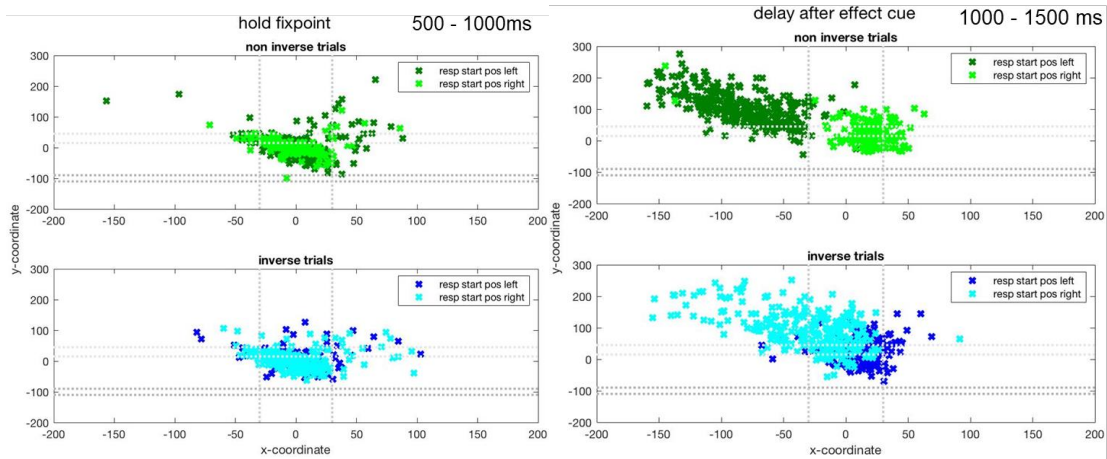 hold fixpoint
500 - 1000ms
non inverse trials
300
200
100
0
-100
-200
resp start pos left
resp start pos right
-200 -150 -100 -50 0 50 100 150 200
y-coordinate
inverse trials
300
200
100
0
-100
-200
resp start pos left
resp start pos right
-200 -150 -100 -50 0 50 100 150 200
x-coordinate
delay after effect cue
1000 - 1500 ms
non inverse trials
300
200
100
0
-100
-200
resp start pos left
resp start pos right
-200 -150 -100 -50 0 50 100 150 200
y-coordinate
inverse trials
300
200
100
0
-100
-200
resp start pos left
resp start pos right
-200 -150 -100 -50 0 50 100 150 200
x-coordinate